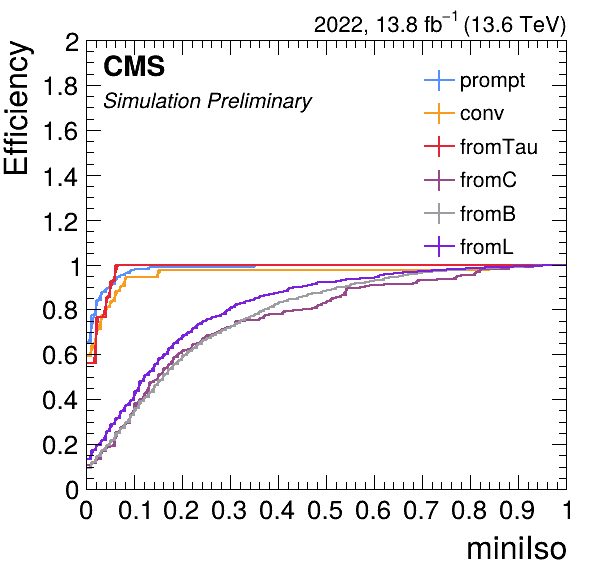 2022, 13.8 fb⁻¹ (13.6 TeV)
CMS
Simulation Preliminary
prompt
conv
fromTau
fromC
fromB
fromL
Efficiency
2
1.8
1.6
1.4
1.2
1
0.8
0.6
0.4
0.2
0
0 0.1 0.2 0.3 0.4 0.5 0.6 0.7 0.8 0.9 1
miniIso